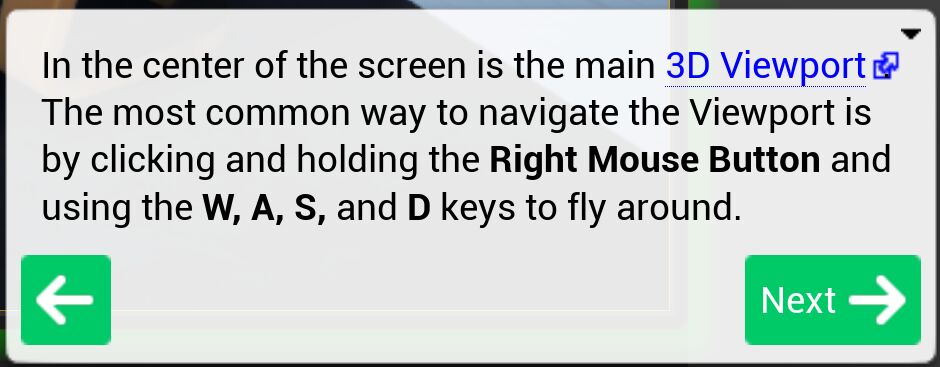 In the center of the screen is the main 3D Viewport
The most common way to navigate the Viewport is
by clicking and holding the Right Mouse Button and
using the W, A, S, and D keys to fly around.
Next